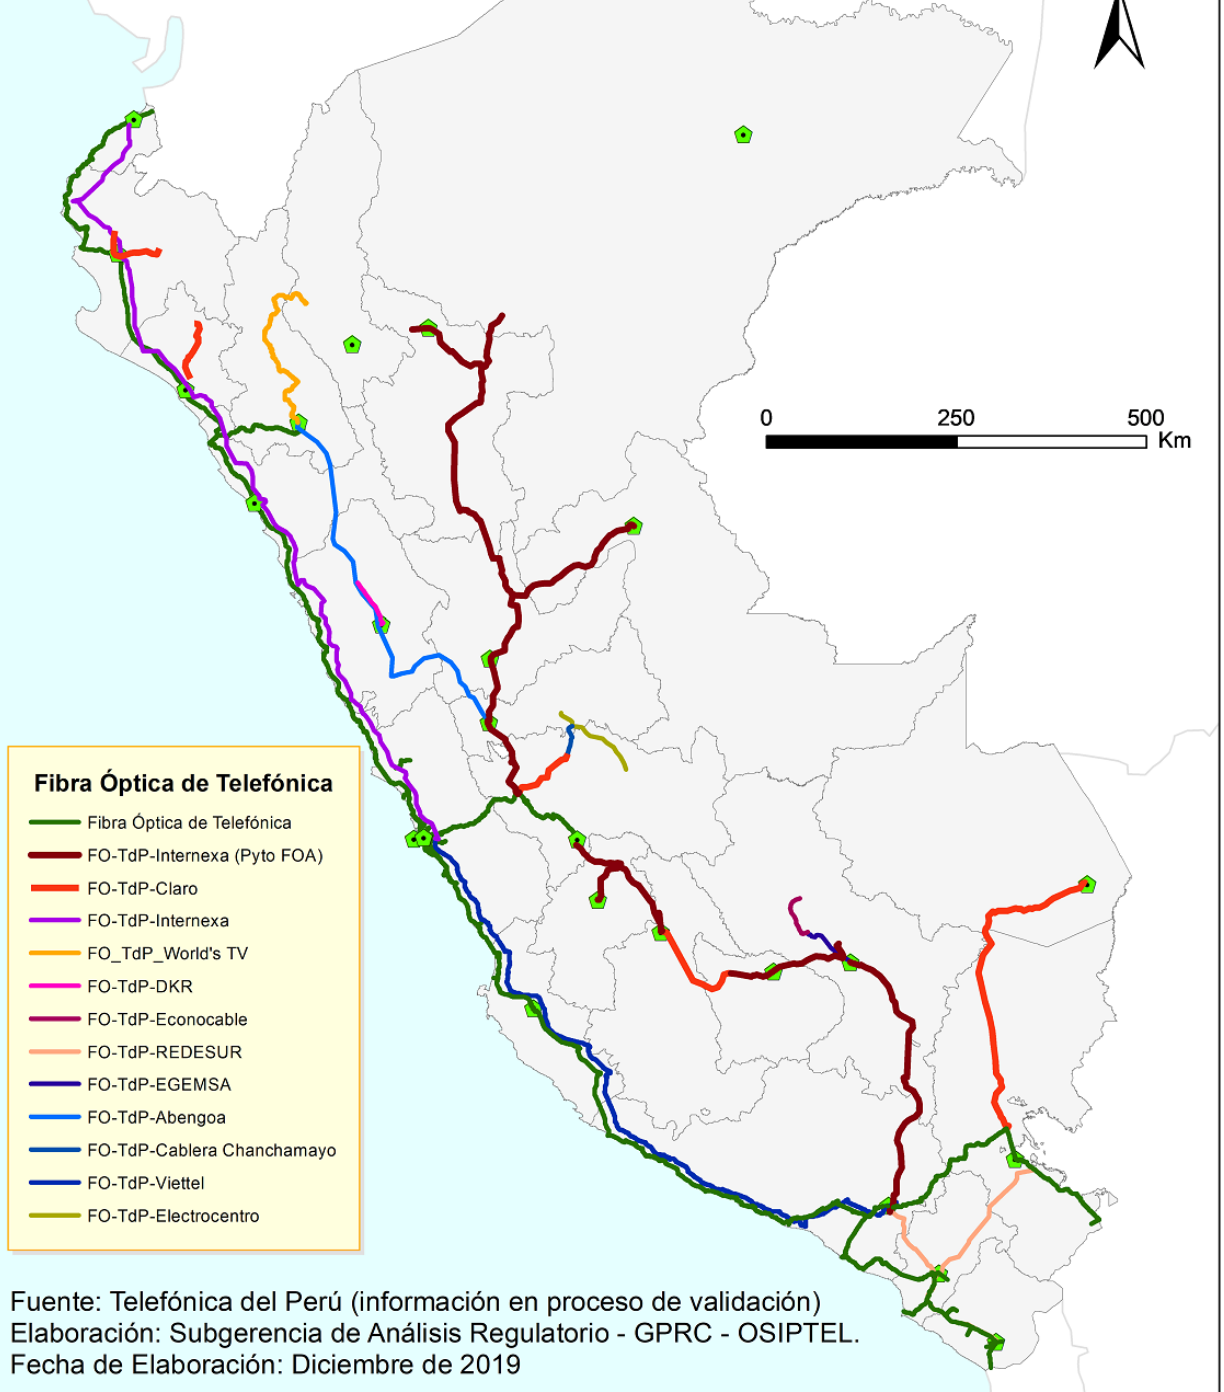 0 250 500
Km
Fibra Óptica de Telefónica
Fibra Óptica de Telefónica
FO-TdP-Internexa (Pyto FOA)
FO-TdP-Claro
FO-TdP-Internexa
FO_TdP_World's TV
FO-TdP-DKR
FO-TdP-Econocable
FO-TdP-REDESUR
FO-TdP-EGEMSA
FO-TdP-Abengoa
FO-TdP-Cablera Chanchamayo
FO-TdP-Viettel
FO-TdP-Electrocentro
Fuente: Telefónica del Perú (información en proceso de validación)
Elaboración: Subgerencia de Análisis Regulatorio - GPRC - OSIPTEL.
Fecha de Elaboración: Diciembre de 2019